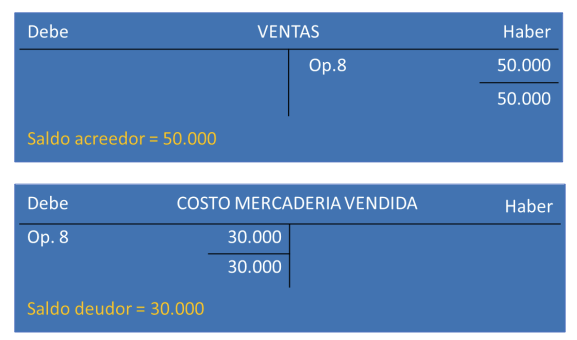 Debe VENTAS Haber
Op.8 50.000
50.000
Saldo acreedor = 50.000
Debe COSTO MERCADERIA VENDIDA Haber
Op. 8 30.000
30.000
Saldo deudor = 30.000